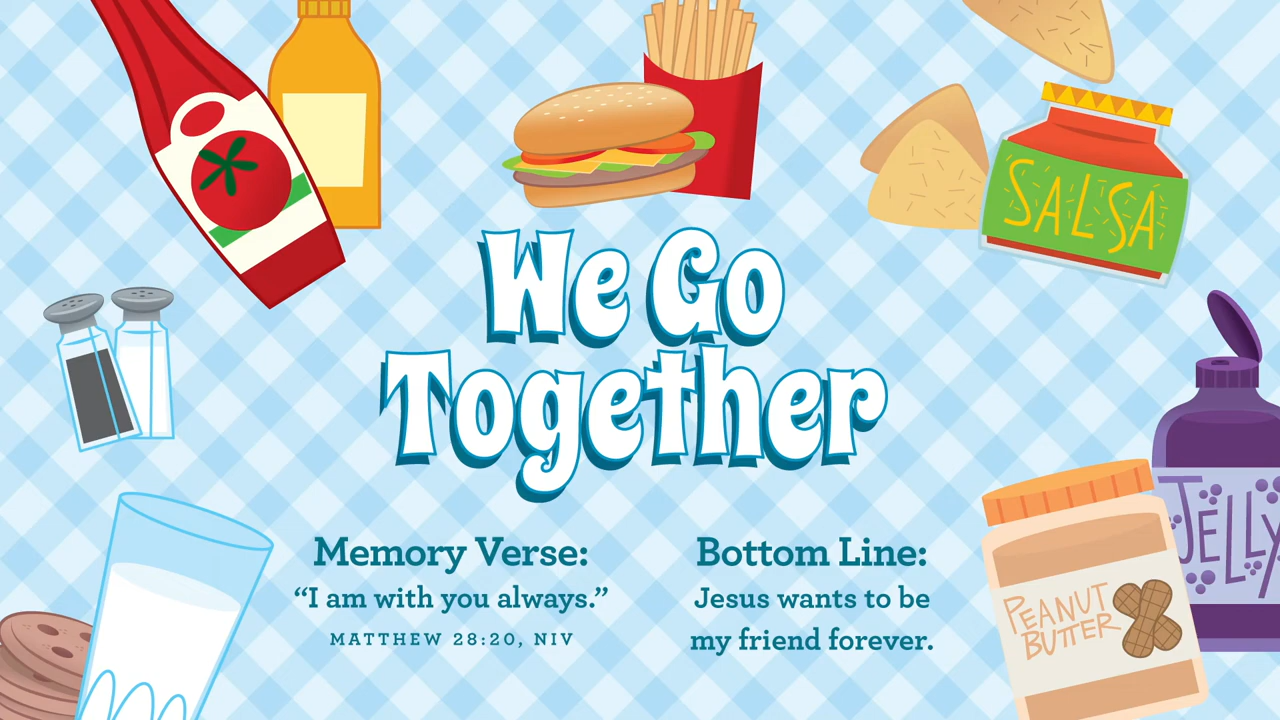 SALSA
We Go
Together
JELLY
Memory Verse:
“I am with you always.”
MATTHEW 28:20, NIV
Bottom Line:
Jesus wants to be
my friend forever.
PEANUT
BUTTER